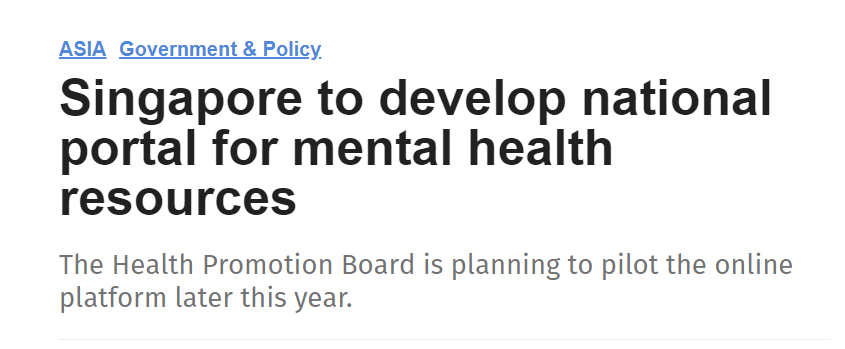 ASIA Government & Policy
Singapore to develop national
portal for mental health
resources
The Health Promotion Board is planning to pilot the online
platform later this year.